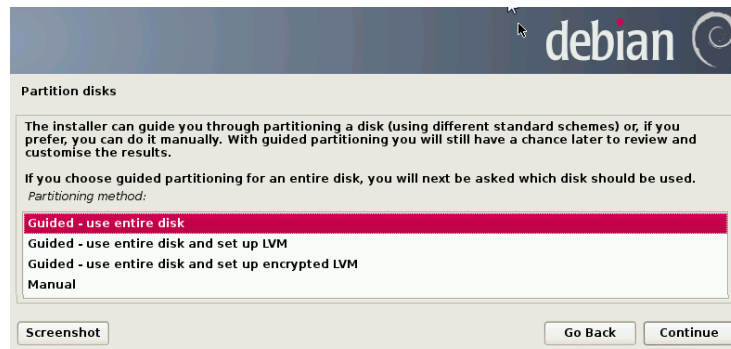 debian
Partition disks
The installer can guide you through partitioning a disk (using different standard schemes) or, if you
prefer, you can do it manually. With guided partitioning you will still have a chance later to review and
customise the results.
If you choose guided partitioning for an entire disk, you will next be asked which disk should be used.
Partitioning method:
Guided - use entire disk
Guided - use entire disk and set up LVM
Guided - use entire disk and set up encrypted LVM
Manual
Screenshot
Go Back
Continue